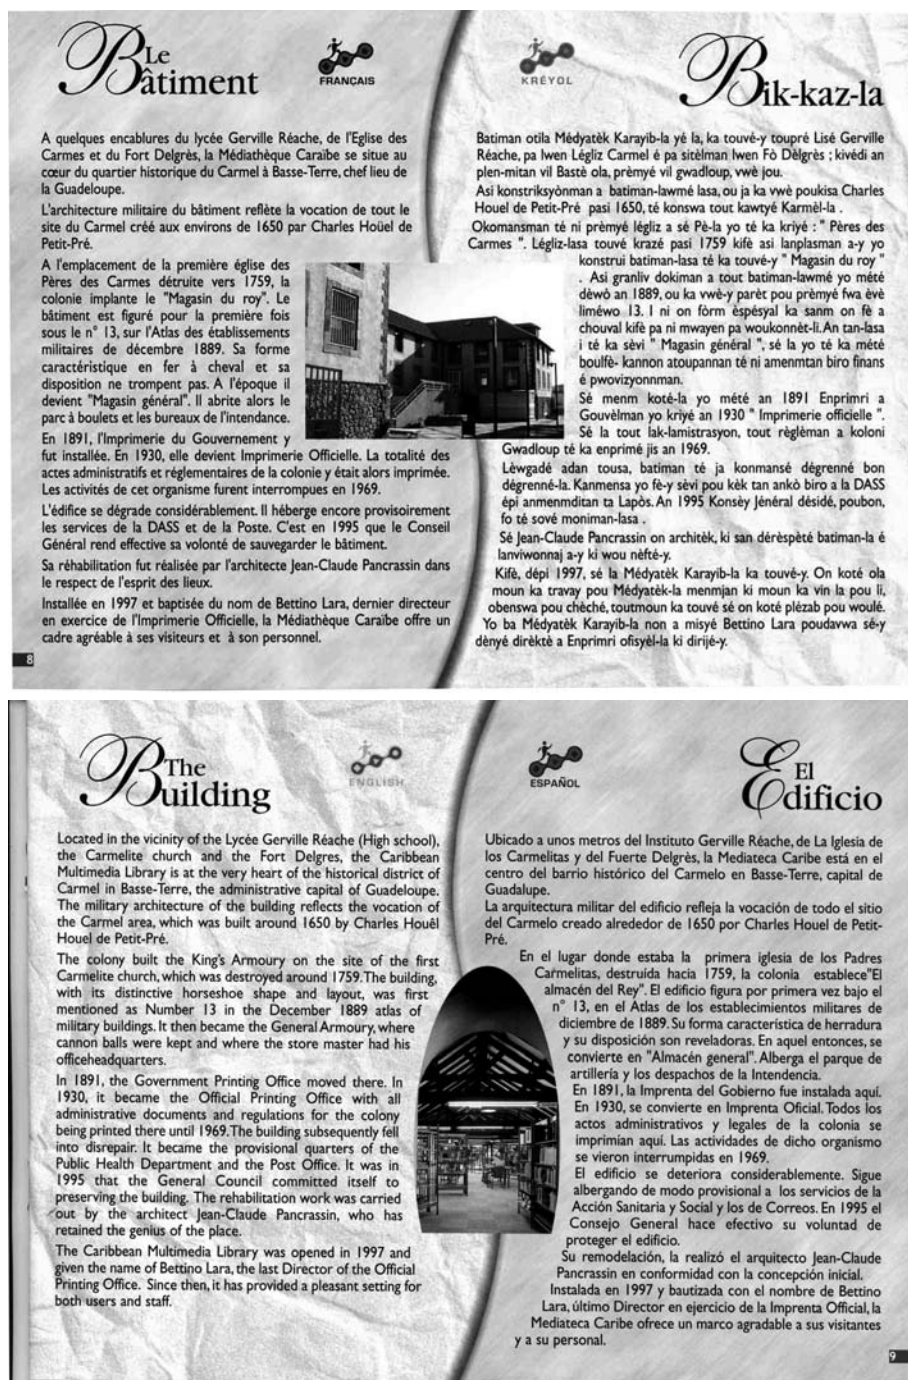 Le
Bâtiment
FRANÇAIS
A quelques encablures du lycée Gerville Réache, de l'Eglise des
Carmes et du Fort Delgrès, la Médiathèque Caraïbe se situe au
cœur du quartier historique du Carmel à Basse-Terre, chef lieu de
la Guadeloupe.
L'architecture militaire du bâtiment reflète la vocation de tout le
site du Carmel créé aux environs de 1650 par Charles Hoüel de
Petit-Pré.
A l'emplacement de la première église des
Pères des Carmes détruite vers 1759, la
colonie implante le "Magasin du roy". Le
bâtiment est figuré pour la première fois
sous le n° 13, sur l'Atlas des établissements
militaires de décembre 1889. Sa forme
caractéristique en fer à cheval et sa
disposition ne trompent pas. A l'époque il
devient "Magasin général". Il abrite alors le
parc à boulets et les bureaux de l'intendance.
En 1891, l'Imprimerie du Gouvernement y
fut installée. En 1930, elle devient Imprimerie Officielle. La totalité des
actes administratifs et réglementaires de la colonie y était alors imprimée.
Les activités de cet organisme furent interrompues en 1969.
L'édifice se dégrade considérablement. Il héberge encore provisoirement
les services de la DASS et de la Poste. C'est en 1995 que le Conseil
Général rend effective sa volonté de sauvegarder le bâtiment.
Sa réhabilitation fut réalisée par l'architecte Jean-Claude Pancrassin dans
le respect de l'esprit des lieux.
Installée en 1997 et baptisée du nom de Bettino Lara, dernier directeur
en exercice de l'Imprimerie Officielle, la Médiathèque Caraïbe offre un
cadre agréable à ses visiteurs et à son personnel.
8
KRÉYOL
Bik-kaz-la
Batiman otila Médyatèk Karayib-la yé la, ka touvé-y toupré Lisé Gerville
Réache, pa lwen Légliz Carmel é pa sitèlman lwen Fò Dèlgrès ; kivédi an
plen-mitan vil Bastè ola, prèmyé vil gwadloup, vwè jou.
Asi konstriksyònman a batiman-lawmé lasa, ou ja ka vwè poukisa Charles
Houel de Petit-Pré pasi 1650, té konswa tout kawtyé Karmèl-la .
Okomansman té ni prèmyé légliz a sé Pè-la yo té ka kriyé : " Pères des
Carmes ". Légliz-lasa touvé krazé pasi 1759 kifè asi lanplasman a-y yo
konstrui batiman-lasa té ka touvé-y " Magasin du roy "
. Asi granliv dokiman a tout batiman-lawmé yo mété
dèwò an 1889, ou ka vwè-y parèt pou prèmyé fwa èvè
liméwo 13. I ni on fòrm èspésyal ka sanm on fè a
chouval kifè pa ni mwayen pa woukonnèt-li. An tan-lasa
i té ka sèvi " Magasin général ", sé la yo té ka mété
boulfè- kannon atoupannan té ni amenmtan biro finans
é pwovizyonnman.
Sé menm koté-la yo mété an 1891 Enprimri a
Gouvèlman yo kriyé an 1930 " Imprimerie officielle ".
Sé la tout lak-lamistrasyon, tout règlèman a koloni
Gwadloup té ka enprimé jis an 1969.
Lèwgadé adan tousa, batiman té ja konmansé dégrenné bon
dégrenné-la. Kanmensa yo fè-y sèvi pou kèk tan ankò biro a la DASS
épi anmenmditan ta Lapòs. An 1995 Konsèy Jénéral désidé, poubon,
fo té sové moniman-lasa .
Sé Jean-Claude Pancrassin on architèk, ki san dérèspèté batiman-la é
lanviwonnaj a-y ki wou nèfté-y.
Kifè, dépi 1997, sé la Médyatèk Karayib-la ka touvé-y. On koté ola
moun ka travay pou Médyatèk-la menmjan ki moun ka vin la pou li,
obenswa pou chèché, toutmoun ka touvé sé on koté plézab pou woulé.
Yo ba Médyatèk Karayib-la non a misyé Bettino Lara poudavwa sé-y
dènyé dirèktè a Enprimri ofisyèl-la ki dirijé-y.
The
Building
ENGLISH
Located in the vicinity of the Lycée Gerville Réache (High school),
the Carmelite church and the Fort Delgres, the Caribbean
Multimedia Library is at the very heart of the historical district of
Carmel in Basse-Terre, the administrative capital of Guadeloupe.
The military architecture of the building reflects the vocation of
the Carmel area, which was built around 1650 by Charles Houêl
Houel de Petit-Pré.
The colony built the King's Armoury on the site of the first
Carmelite church, which was destroyed around 1759.The building,
with its distinctive horseshoe shape and layout, was first
mentioned as Number 13 in the December 1889 atlas of
military buildings. It then became the General Armoury, where
cannon balls were kept and where the store master had his
officeheadquarters.
In 1891, the Government Printing Office moved there. In
1930, it became the Official Printing Office with all
administrative documents and regulations for the colony
being printed there until 1969.The building subsequently fell
into disrepair. It became the provisional quarters of the
Public Health Department and the Post Office. It was in
1995 that the General Council committed itself to
preserving the building. The rehabilitation work was carried
out by the architect Jean-Claude Pancrassin, who has
retained the genius of the place.
The Caribbean Multimedia Library was opened in 1997 and
given the name of Bettino Lara, the last Director of the Official
Printing Office. Since then, it has provided a pleasant setting for
both users and staff.
ESPAÑOL
El
Edificio
Ubicado a unos metros del Instituto Gerville Réache, de La Iglesia de
los Carmelitas y del Fuerte Delgrès, la Mediateca Caribe está en el
centro del barrio histórico del Carmelo en Basse-Terre, capital de
Guadalupe.
La arquitectura militar del edificio refleja la vocación de todo el sitio
del Carmelo creado alrededor de 1650 por Charles Houel de Petit-
Pré.
En el lugar donde estaba la primera iglesia de los Padres
Carmelitas, destruida hacia 1759, la colonia establece"El
almacén del Rey". El edificio figura por primera vez bajo el
n° 13, en el Atlas de los establecimientos militares de
diciembre de 1889. Su forma característica de herradura
y su disposición son reveladoras. En aquel entonces, se
convierte en "Almacén general". Alberga el parque de
artillería y los despachos de la Intendencia.
En 1891, la Imprenta del Gobierno fue instalada aquí.
En 1930, se convierte en Imprenta Oficial. Todos los
actos administrativos y legales de la colonia se
imprimían aquí. Las actividades de dicho organismo
se vieron interrumpidas en 1969.
El edificio se deteriora considerablemente. Sigue
albergando de modo provisional a los servicios de la
Acción Sanitaria y Social y los de Correos. En 1995 el
Consejo General hace efectivo su voluntad de
proteger el edificio.
Su remodelación, la realizó el arquitecto Jean-Claude
Pancrassin en conformidad con la concepción inicial.
Instalada en 1997 y bautizada con el nombre de Bettino
Lara, último Director en ejercicio de la Imprenta Official, la
Mediateca Caribe ofrece un marco agradable a sus visitantes
y a su personal.
9